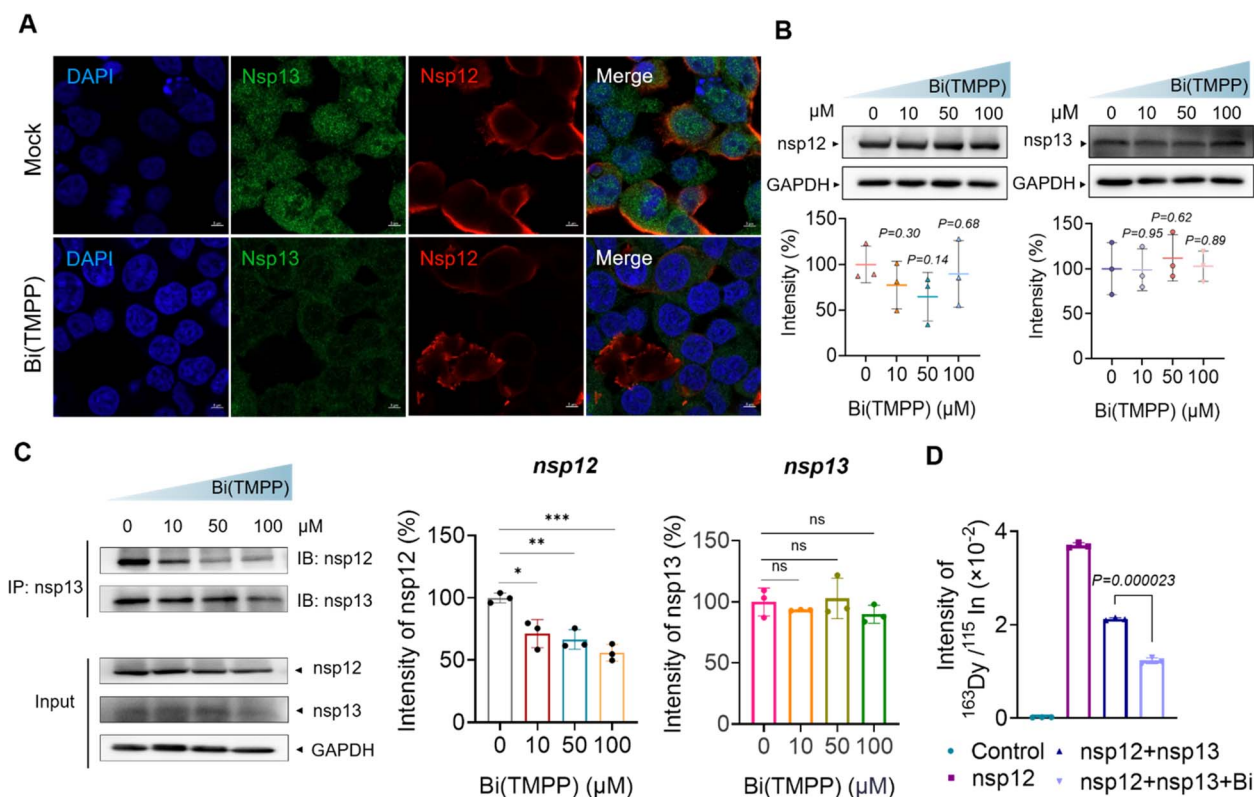 A
DAPI
Nsp13
Nsp12
Merge
Mock
DAPI
Nsp13
Nsp12
Merge
Bi(TMPP)
B
Bi(TMPP)
μM 0 10 50 100
nsp12
GAPDH
Intensity (%)
150
100
50
0
P=0.30
P=0.14
P=0.68
0 10 50 100
Bi(TMPP) (μM)
Bi(TMPP)
μM 0 10 50 100
nsp13
GAPDH
Intensity (%)
150
100
50
0
P=0.95
P=0.62
P=0.89
0 10 50 100
Bi(TMPP) (μM)
C
Bi(TMPP)
0 10 50 100 μM
IP: nsp13
IB: nsp12
IB: nsp13
Input
nsp12
nsp13
GAPDH
nsp12
Intensity of nsp12 (%)
150
100
50
0
***
**
*
0 10 50 100
Bi(TMPP) (μM)
nsp13
Intensity of nsp13 (%)
150
100
50
0
ns
ns
ns
0 10 50 100
Bi(TMPP) (μM)
D
Intensity of
163Dy/115 In (×10-2)
4
2
0
P=0.000023
Control
nsp12+nsp13
nsp12
nsp12+nsp13+Bi